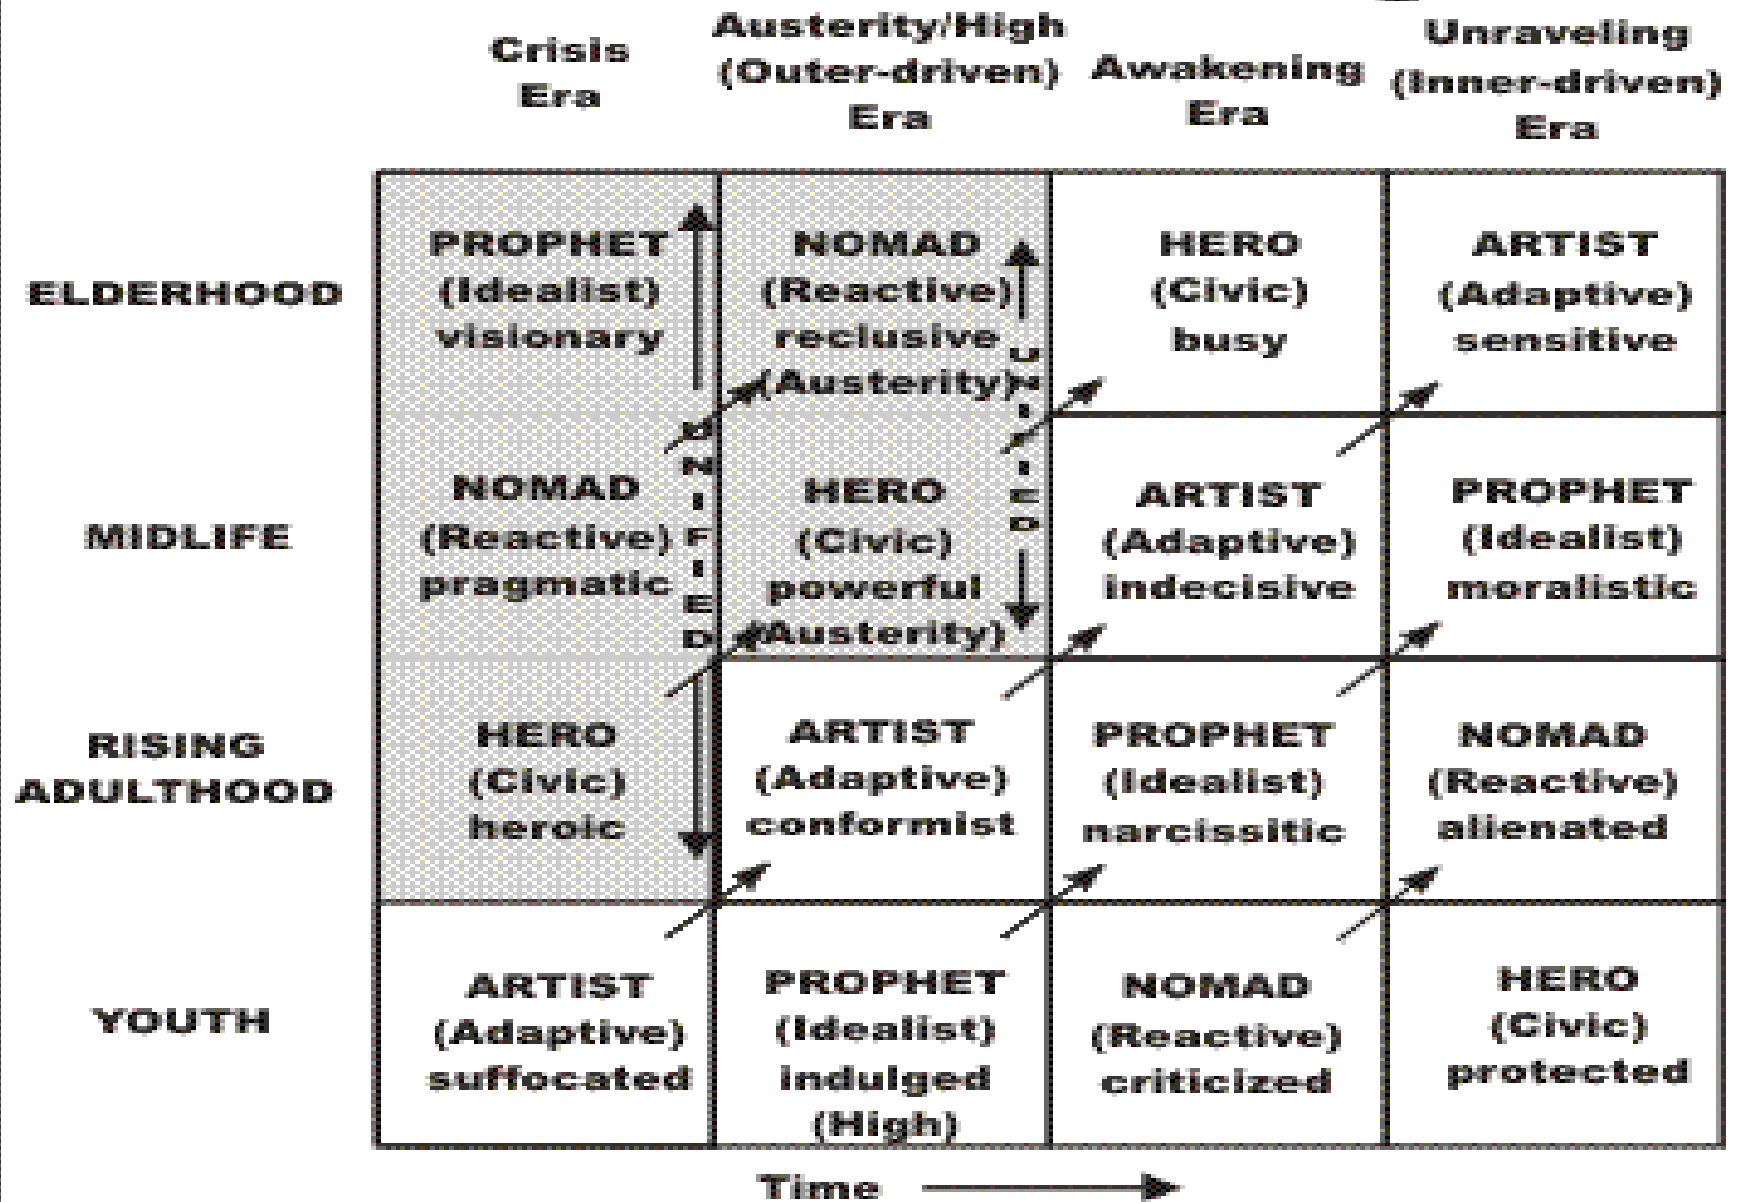 Crisis
Era
Austerity/High
(Outer-driven)
Era
Awakening
Era
Unraveling
(Inner-driven)
Era
ELDERHOOD
PROPHET
(Idealist)
visionary
NOMAD
(Reactive)
reclusive
(Austerity)
HERO
(Civic)
busy
ARTIST
(Adaptive)
sensitive
UNIFIED
UNIFIED
MIDLIFE
NOMAD
(Reactive)
pragmatic
HERO
(Civic)
powerful
(Austerity)
ARTIST
(Adaptive)
indecisive
PROPHET
(Idealist)
moralistic
RISING
ADULTHOOD
HERO
(Civic)
heroic
ARTIST
(Adaptive)
conformist
PROPHET
(Idealist)
narcissitic
NOMAD
(Reactive)
alienated
YOUTH
ARTIST
(Adaptive)
suffocated
PROPHET
(Idealist)
indulged
(High)
NOMAD
(Reactive)
criticized
HERO
(Civic)
protected
Time